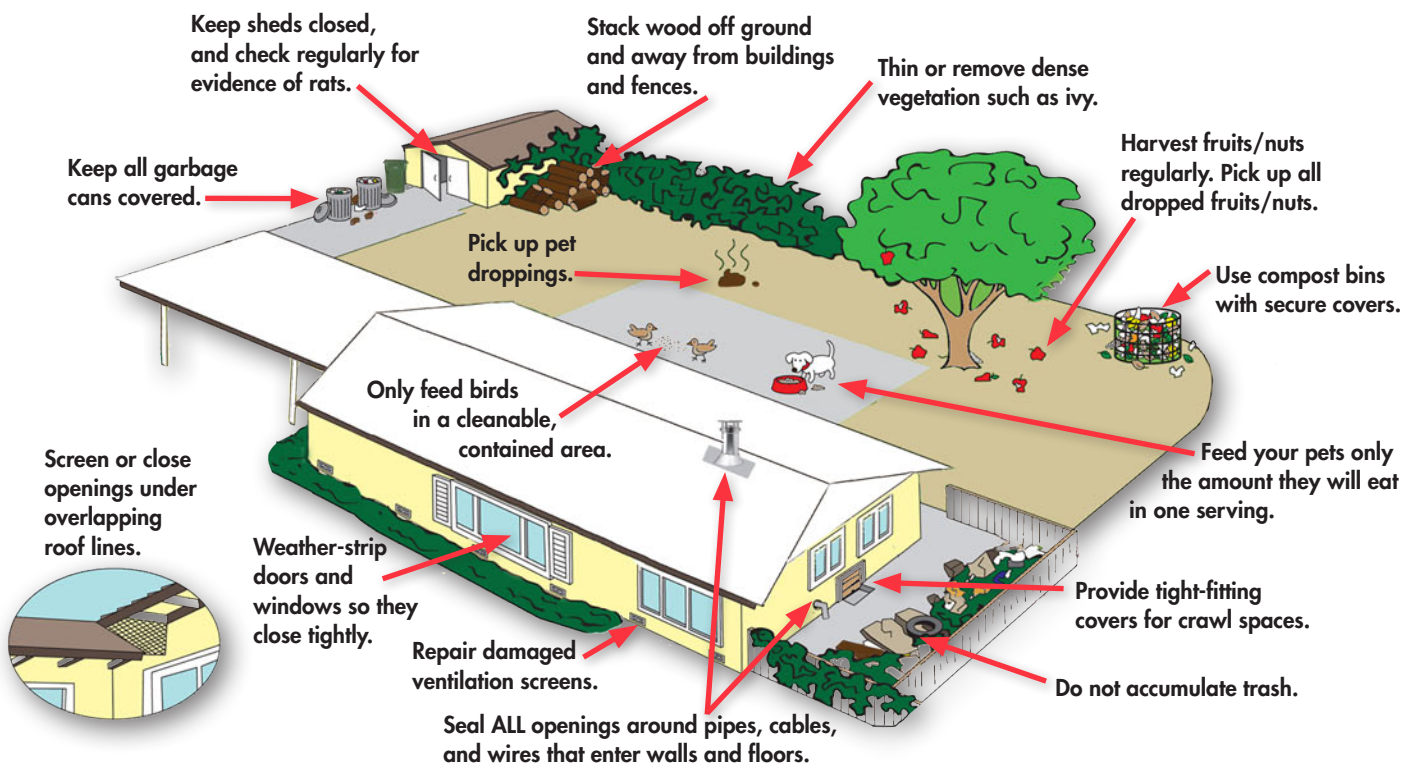 Keep sheds closed,
and check regularly for
evidence of rats.
Stack wood off ground
and away from buildings
and fences.
Thin or remove dense
vegetation such as ivy.
Harvest fruits/nuts
regularly. Pick up all
dropped fruits/nuts.
Keep all garbage
cans covered.
Pick up pet
droppings.
Use compost bins
with secure covers.
Only feed birds
in a cleanable,
contained area.
Feed your pets only
the amount they will eat
in one serving.
Screen or close
openings under
overlapping
roof lines.
Weather-strip
doors and
windows so they
close tightly.
Provide tight-fitting
covers for crawl spaces.
Repair damaged
ventilation screens.
Do not accumulate trash.
Seal ALL openings around pipes, cables,
and wires that enter walls and floors.